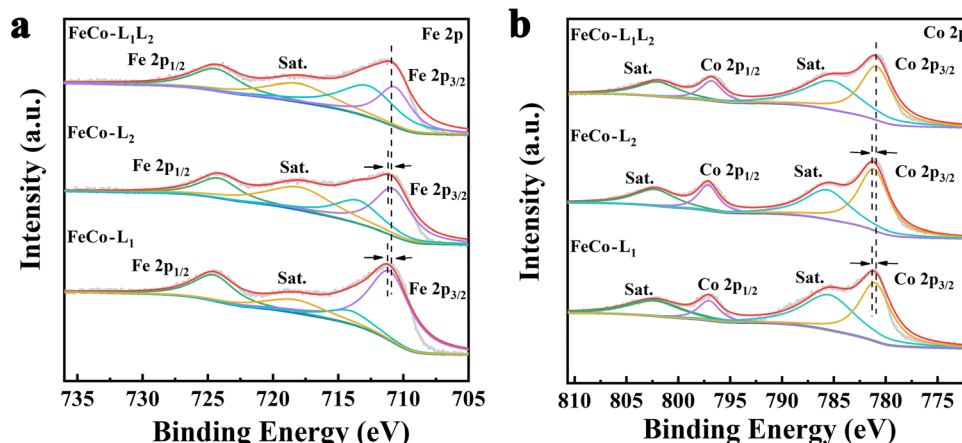 a
FeCo-L₁L₂
Fe 2p
Fe 2p₁/₂
Sat.
Fe 2p₃/₂
FeCo-L₂
Fe 2p₁/₂
Sat.
Fe 2p₃/₂
FeCo-L₁
Fe 2p₁/₂
Sat.
Fe 2p₃/₂
Intensity (a.u.)
735 730 725 720 715 710 705
Binding Energy (eV)
b
FeCo-L₁L₂
Co 2p
Sat.
Co 2p₁/₂
Sat.
Co 2p₃/₂
FeCo-L₂
Sat.
Co 2p₁/₂
Sat.
Co 2p₃/₂
FeCo-L₁
Sat.
Co 2p₁/₂
Sat.
Co 2p₃/₂
Intensity (a.u.)
810 805 800 795 790 785 780 775
Binding Energy (eV)